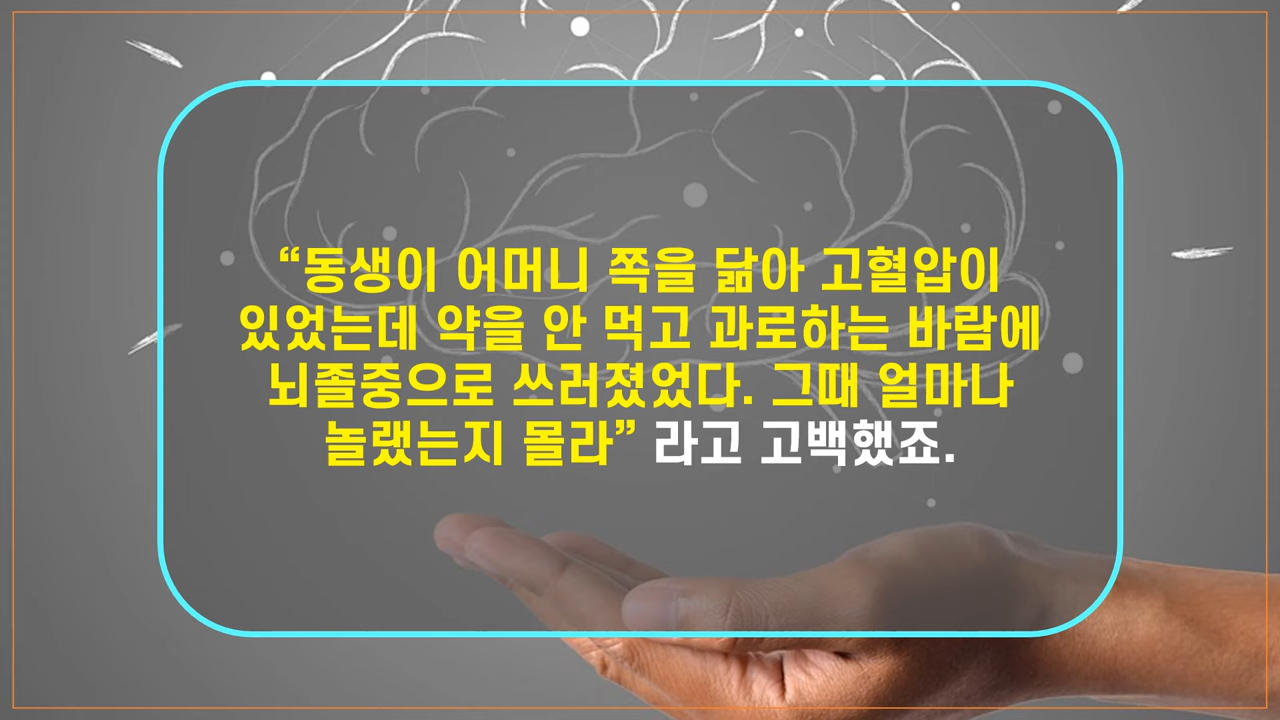 “동생이 어머니 쪽을 닮아 고혈압이
있었는데 약을 안 먹고 과로하는 바람에
뇌졸중으로 쓰러졌었다. 그때 얼마나
놀랬는지 몰라” 라고 고백했죠.